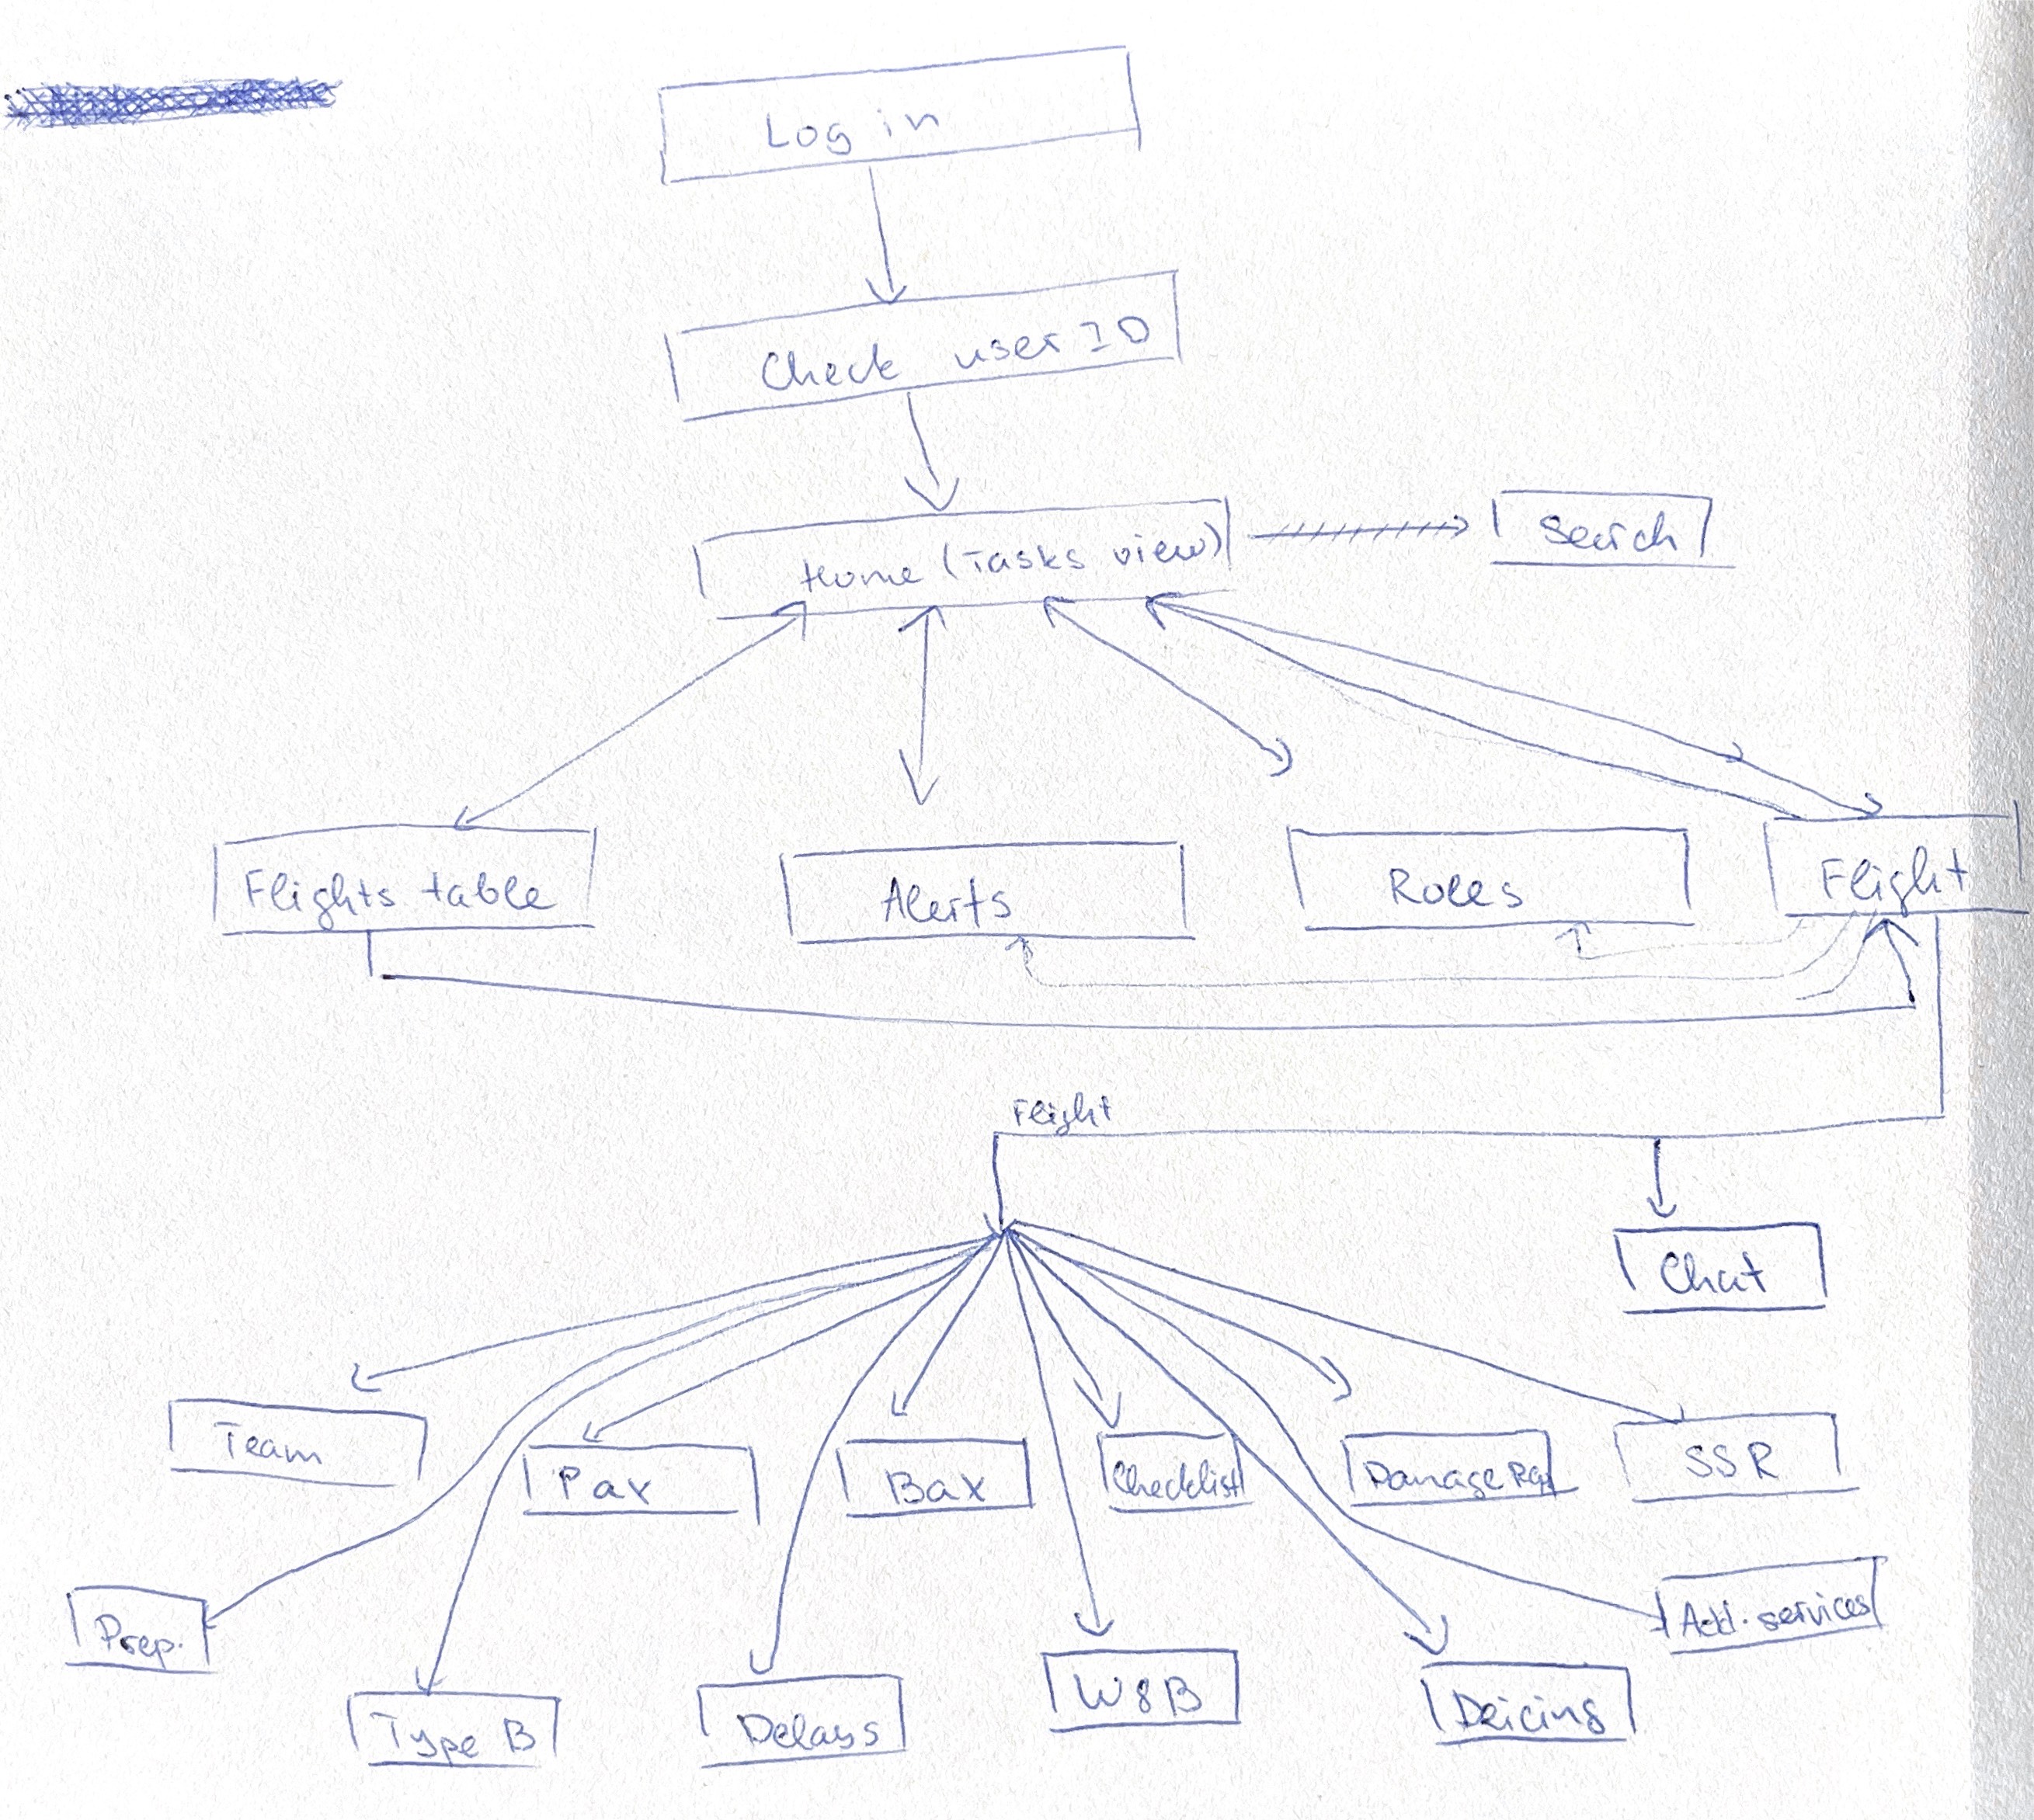 Log in
Check user ID
Home (Tasks view)
Search
Flights table
Alerts
Roles
Flight
Flight
Chat
Team
Pax
Bax
Checklist
Damage Rep
SSR
Prep.
Type B
Delays
W&B
Deicing
Add. services